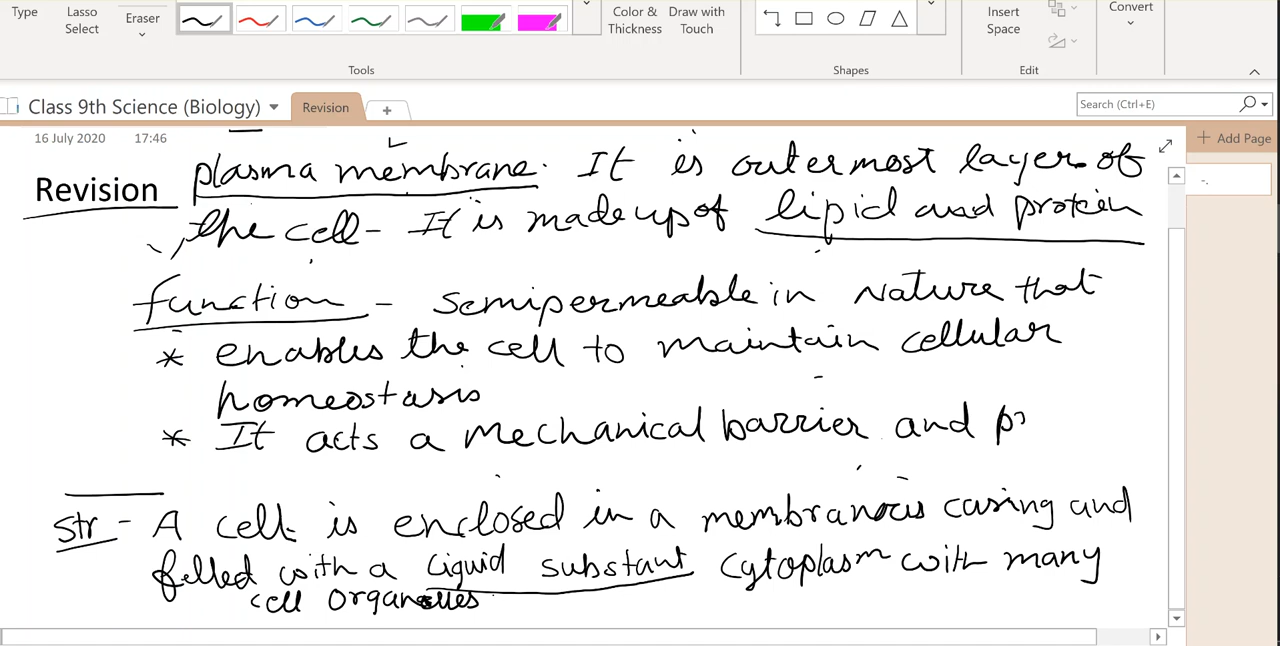 Type
Lasso Select
Eraser
Color & Thickness
Draw with Touch
Insert Space
Convert
Tools
Shapes
Edit
Class 9th Science (Biology)
Revision
+
Search (Ctrl+E)
16 July 2020 17:46
+ Add Page
Revision
plasma membrane. It is outermost layer of
the cell - It is made up of lipid and protein
function - semipermeable in Nature that
* enables the cell to maintain cellular
homeostasis
* It acts a mechanical barrier and
str - A cell is enclosed in a membranous casing and
filled with a liquid substant cytoplasm with many
cell organelles